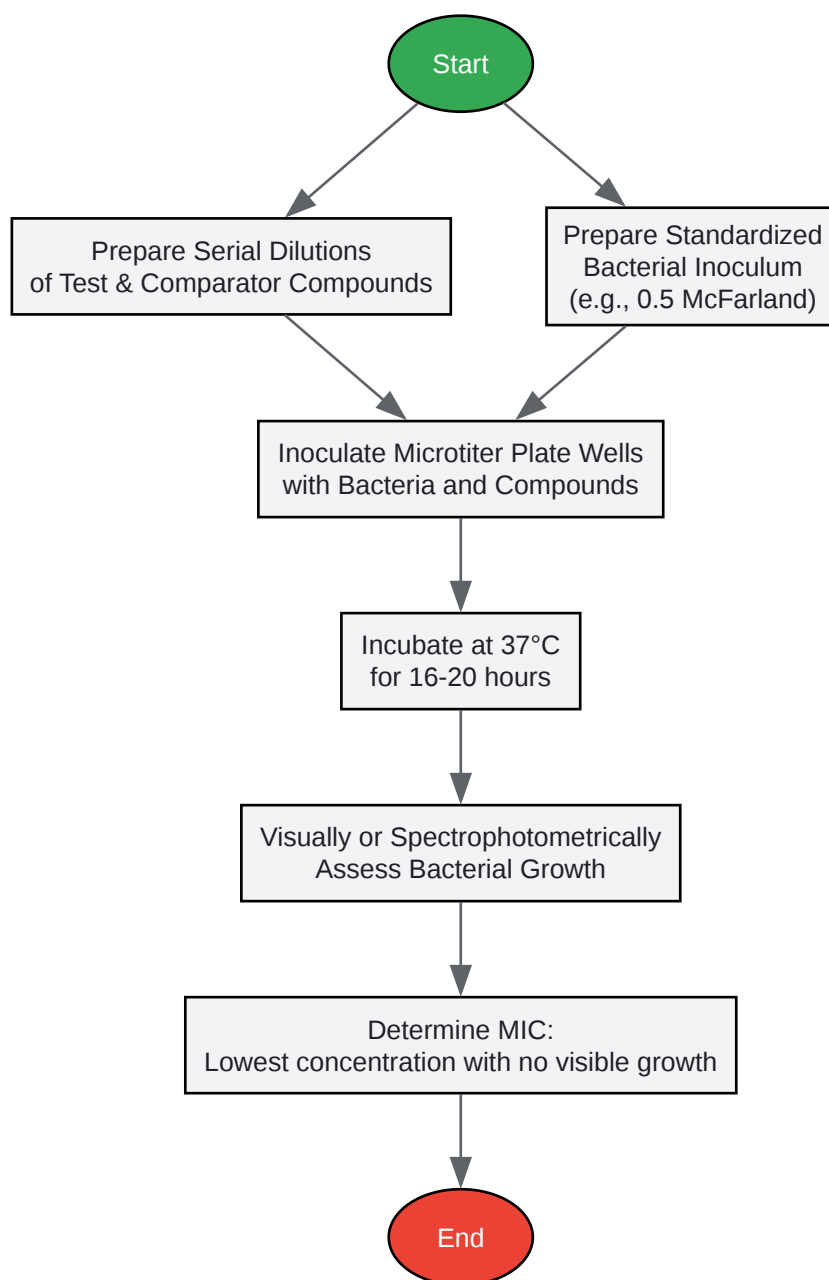 Start
Prepare Serial Dilutions
of Test & Comparator Compounds
Prepare Standardized
Bacterial Inoculum
(e.g., 0.5 McFarland)
Inoculate Microtiter Plate Wells
with Bacteria and Compounds
Incubate at 37°C
for 16-20 hours
Visually or Spectrophotometrically
Assess Bacterial Growth
Determine MIC:
Lowest concentration with no visible growth
End